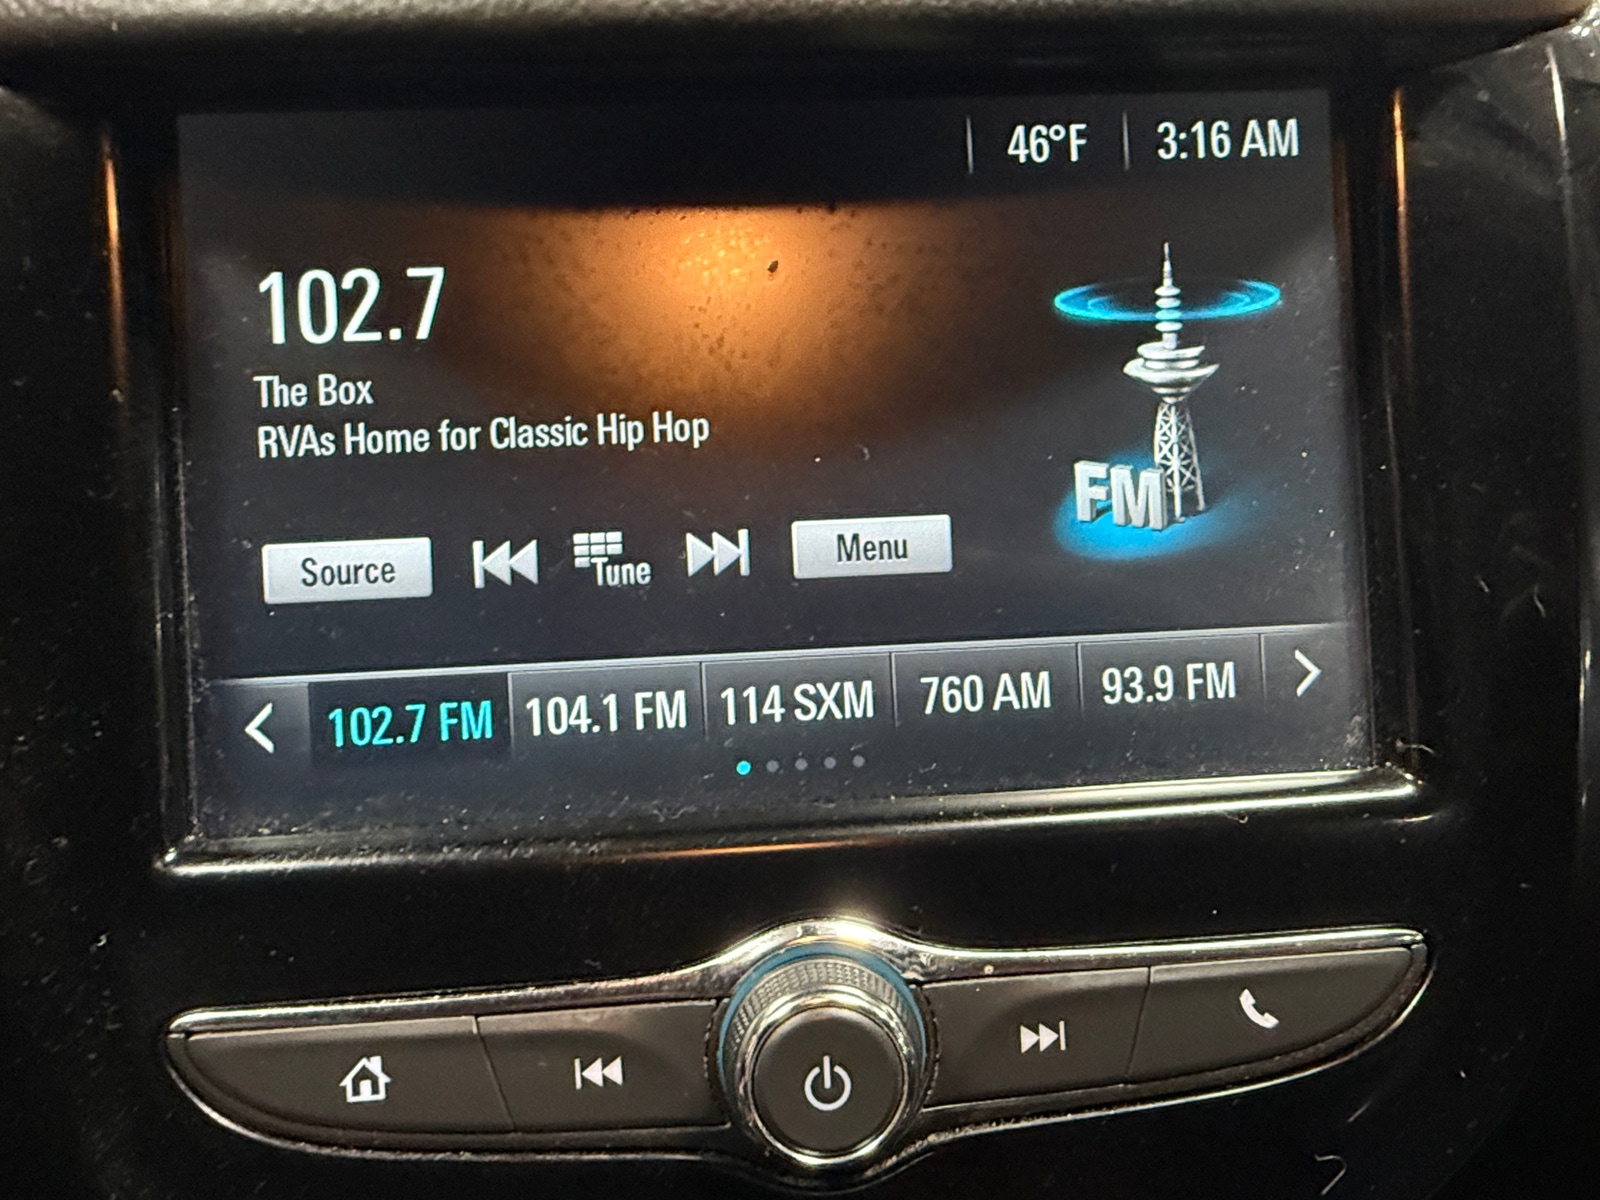 46°F 3:16 AM
102.7
The Box
RVAs Home for Classic Hip Hop
FM
Source Tune Menu
102.7 FM 104.1 FM 114 SXM 760 AM 93.9 FM